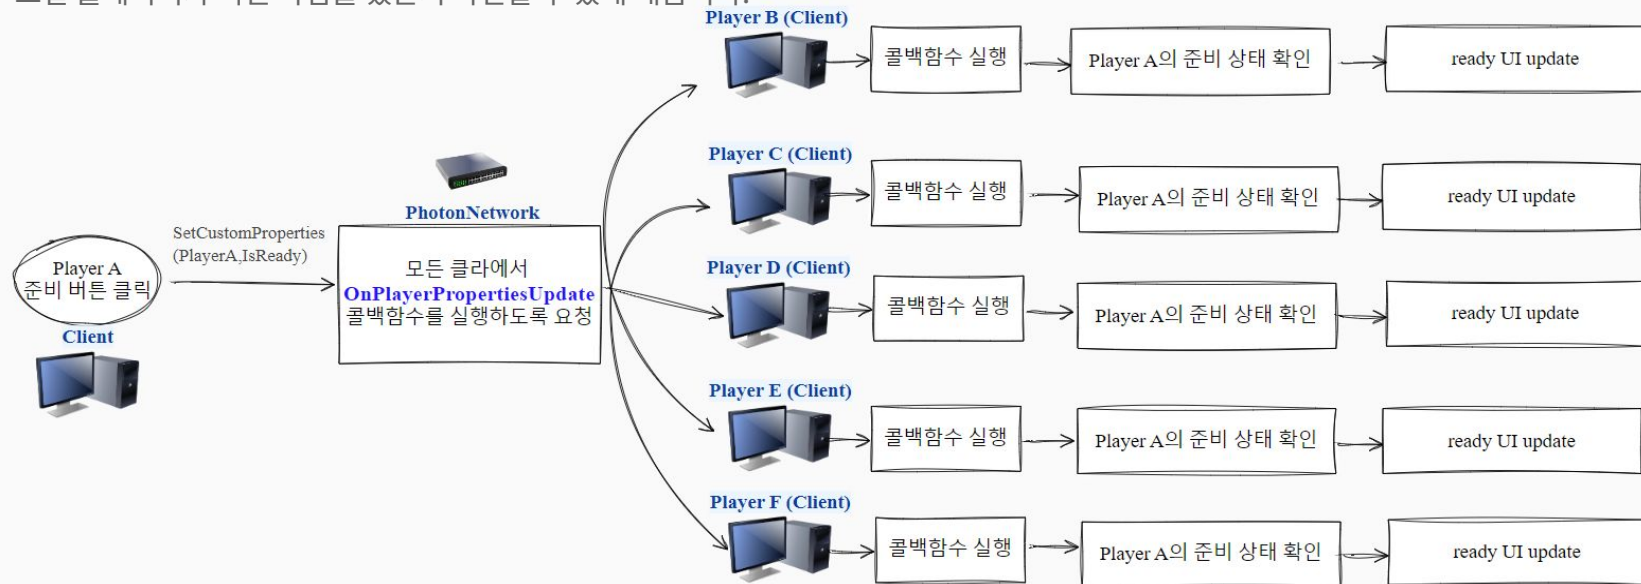 Player A
준비 버튼 클릭
Client
SetCustomProperties
(PlayerA,IsReady)
PhotonNetwork
모든 클라에서
OnPlayerPropertiesUpdate
콜백함수를 실행하도록 요청
Player B (Client)
콜백함수 실행
Player A의 준비 상태 확인
ready UI update
Player C (Client)
콜백함수 실행
Player A의 준비 상태 확인
ready UI update
Player D (Client)
콜백함수 실행
Player A의 준비 상태 확인
ready UI update
Player E (Client)
콜백함수 실행
Player A의 준비 상태 확인
ready UI update
Player F (Client)
콜백함수 실행
Player A의 준비 상태 확인
ready UI update